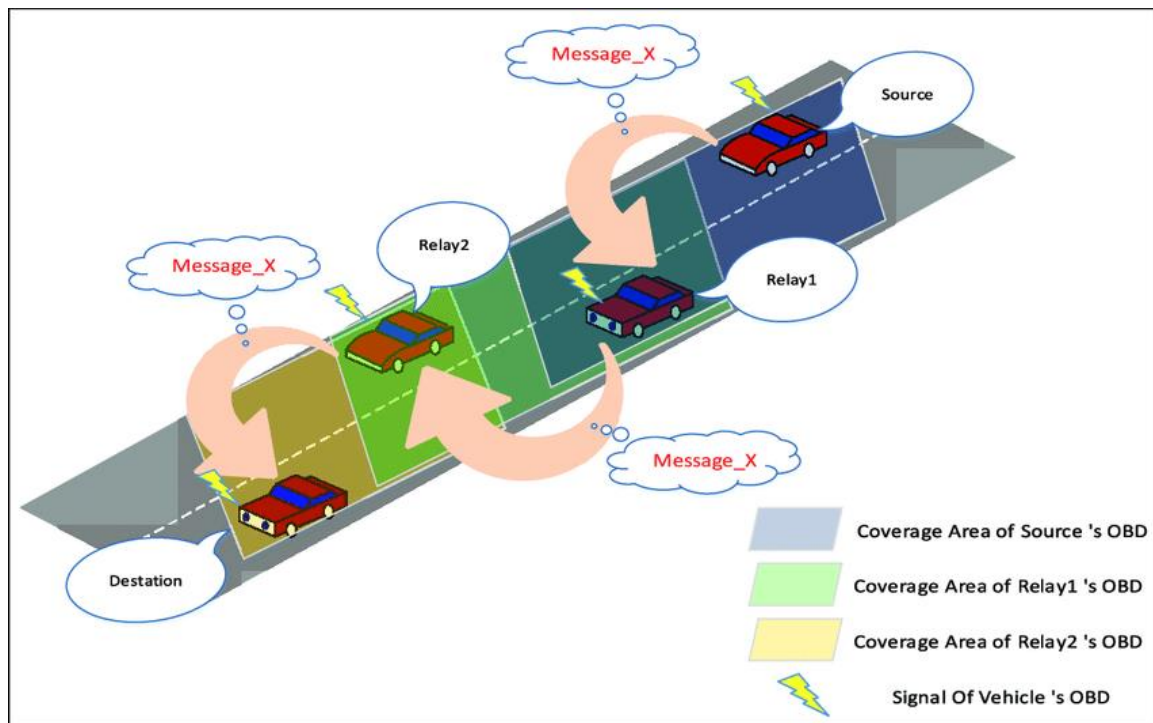 Message_X
Source
Relay2
Message_X
Relay1
Message_X
Destation
Coverage Area of Source 's OBD
Coverage Area of Relay1 's OBD
Coverage Area of Relay2 's OBD
Signal Of Vehicle 's OBD